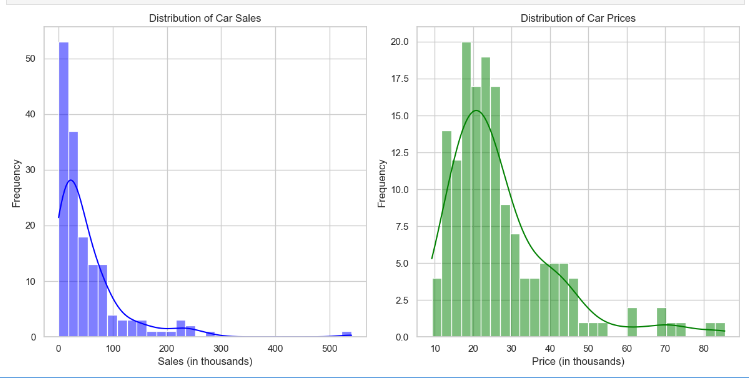 Distribution of Car Sales
Frequency
50
40
30
20
10
0
0 100 200 300 400 500
Sales (in thousands)
Distribution of Car Prices
Frequency
20.0
17.5
15.0
12.5
10.0
7.5
5.0
2.5
0.0
10 20 30 40 50 60 70 80
Price (in thousands)